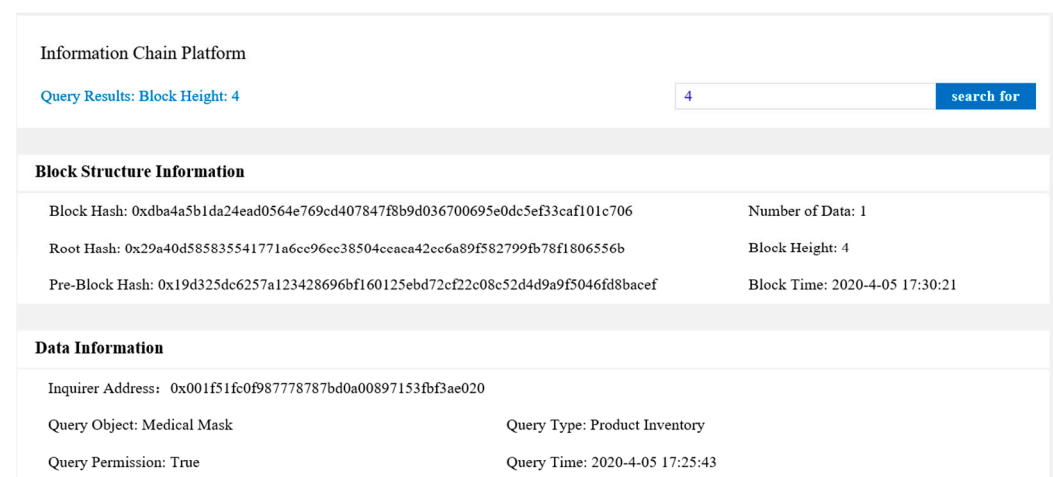 Information Chain Platform
Query Results: Block Height: 4
4
search for
Block Structure Information
Block Hash: 0xdba4a5b1da24ead0564e769cd407847f8b9d036700695e0dc5ef33caf101c706
Number of Data: 1
Root Hash: 0x29a40d585835541771a6cc96cc38504ccaca42cc6a89f582799fb78f1806556b
Block Height: 4
Pre-Block Hash: 0x19d325dc6257a123428696bf160125ebd72cf22c08c52d4d9a9f5046fd8bacef
Block Time: 2020-4-05 17:30:21
Data Information
Inquirer Address: 0x001f51fc0f987778787bd0a00897153fbf3ae020
Query Object: Medical Mask
Query Type: Product Inventory
Query Permission: True
Query Time: 2020-4-05 17:25:43